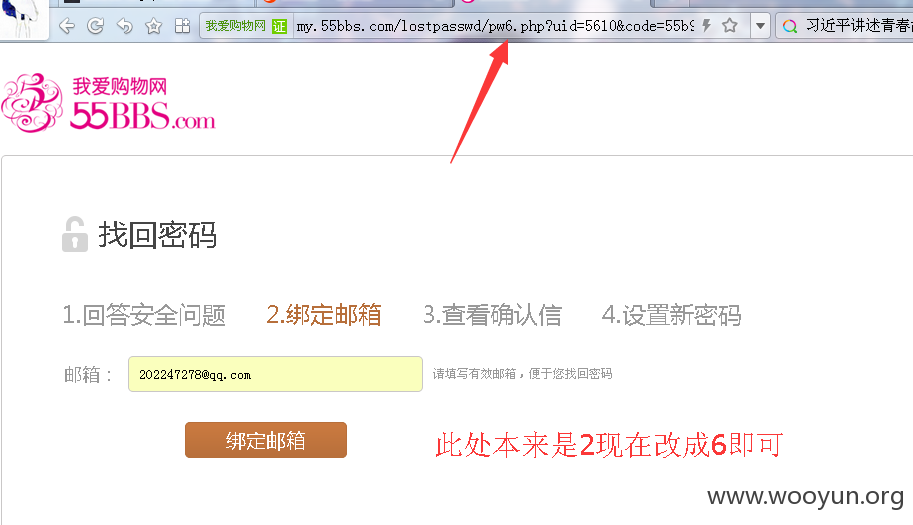 我爱购物网 证 my.55bbs.com/lostpasswd/pw6.php?uid=5610&code=55b9 习近平讲述青春
我爱购物网
55BBS.com
找回密码
1.回答安全问题 2.绑定邮箱 3.查看确认信 4.设置新密码
邮箱： 202247278@qq.com 请填写有效邮箱，便于您找回密码
绑定邮箱 此处本来是2现在改成6即可
www.wooyun.org